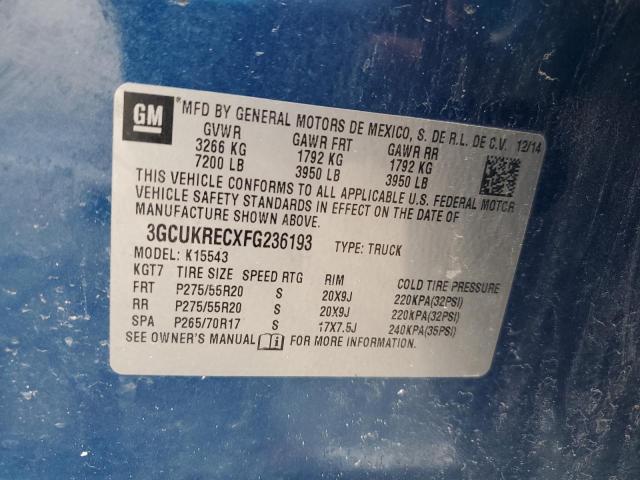 GM
*MFD BY GENERAL MOTORS DE MEXICO, S. DE R.L. DE C.V. 12/14
GVWR GAWR FRT GAWR RR
3266 KG 1792 KG 1792 KG
7200 LB 3950 LB 3950 LB
THIS VEHICLE CONFORMS TO ALL APPLICABLE U.S. FEDERAL MOTOR
VEHICLE SAFETY STANDARDS IN EFFECT ON THE DATE OF
MANUFACTURE SHOWN ABOVE.
3GCUKRECXFG236193 TYPE: TRUCK
MODEL: K15543
KGT7 TIRE SIZE SPEED RTG RIM COLD TIRE PRESSURE
FRT P275/55R20 S 20X9J 220KPA(32PSI)
RR P275/55R20 S 20X9J 220KPA(32PSI)
SPA P265/70R17 S 17X7.5J 240KPA(35PSI)
SEE OWNER'S MANUAL i FOR MORE INFORMATION.